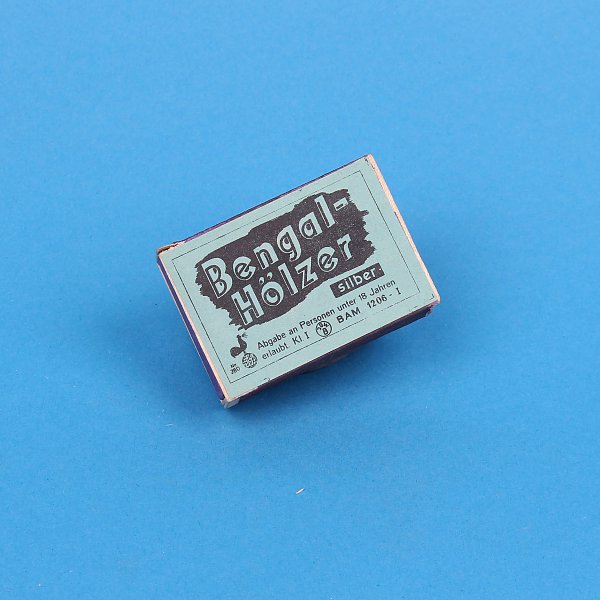 Bengal-
Hölzer
silber
Abgabe an Personen unter 18 Jahren
erlaubt. Kl I BAM 1206 - I